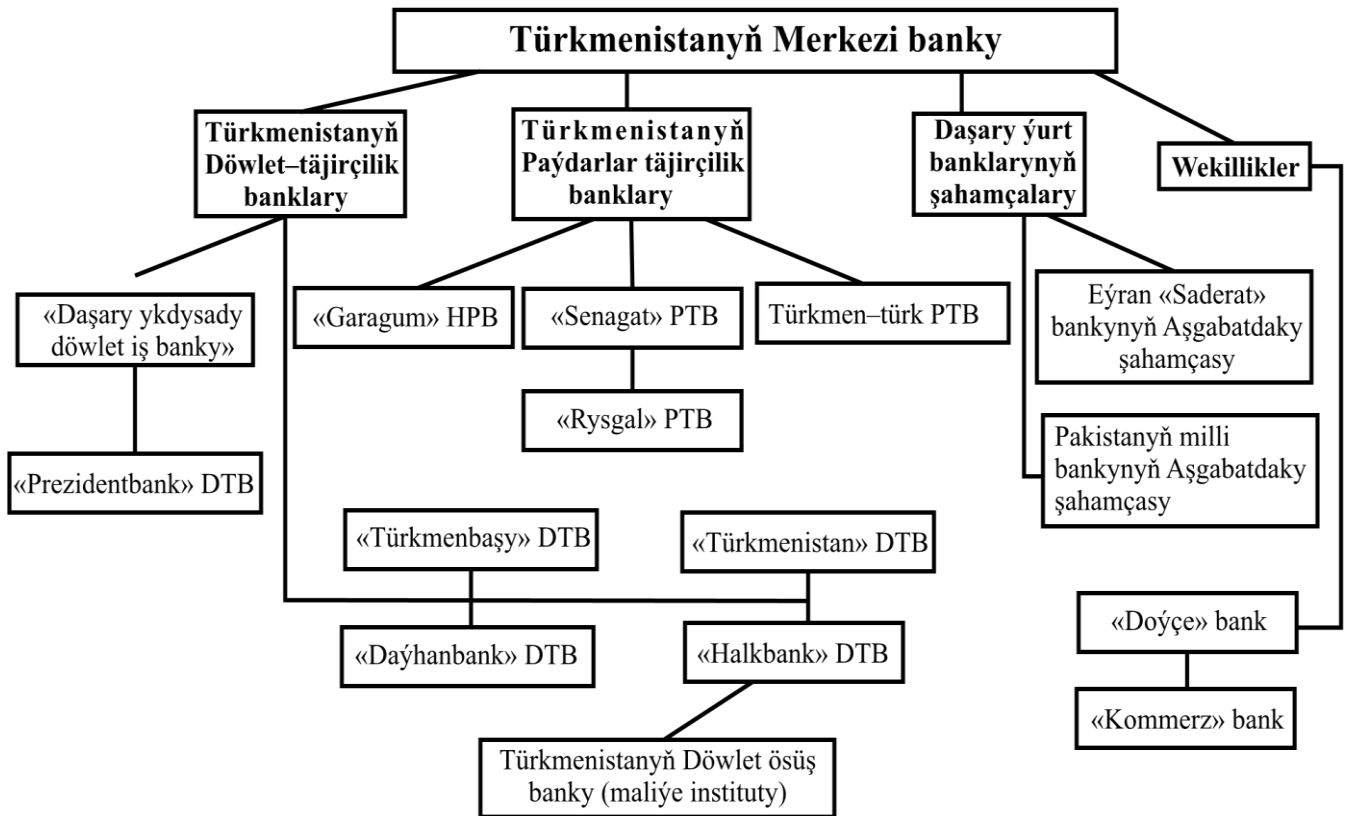 Türkmenistanyň Merkezi banky
Türkmenistanyň
Döwlet–täjirçilik
banklary
Türkmenistanyň
Paýdarlar täjirçilik
banklary
Daşary ýurt
banklarynyň
şahamçalary
Wekillikler
«Daşary ykdysady
döwlet iş banky»
«Garagum» HPB
«Senagat» PTB
Türkmen–türk PTB
Eýran «Saderat»
bankynyň Aşgabatdaky
şahamçasy
«Rysgal» PTB
«Prezidentbank» DTB
Pakistanyň milli
bankynyň Aşgabatdaky
şahamçasy
«Türkmenbaşy» DTB
«Türkmenistan» DTB
«Daýhanbank» DTB
«Halkbank» DTB
«Doýçe» bank
«Kommerz» bank
Türkmenistanyň Döwlet ösüş
banky (maliýe instituty)